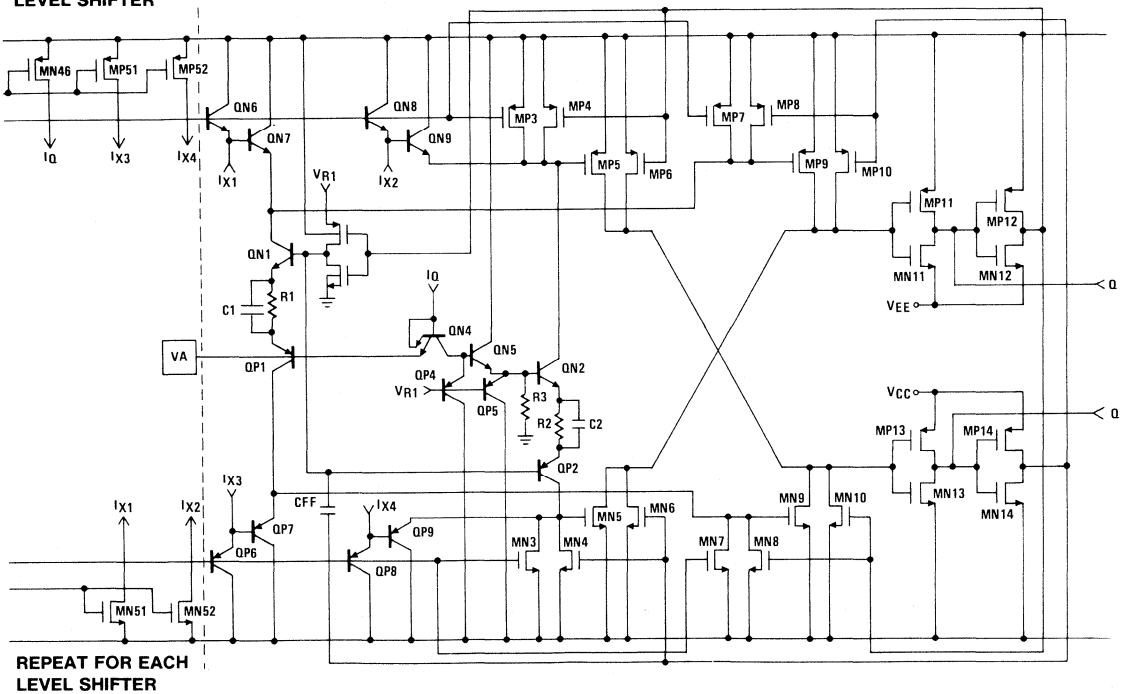 LEVEL SHIFTER
MN46
MP51
MP52
IQ
IX3
IX4
QN6
QN7
IX1
QN8
QN9
IX2
MP3
MP4
MP5
MP6
MP7
MP8
MP9
MP10
VR1
QN1
C1
R1
VA
QP1
IQ
QN4
QN5
QN2
QP4
VR1
QP5
R3
R2
C2
QP2
MP11
MP12
MN11
MN12
VEE
Q
VCC
Q
MP13
MP14
MN13
MN14
IX1
IX2
IX3
QP7
QP6
CFF
IX4
QP9
QP8
MN3
MN4
MN5
MN6
MN7
MN8
MN9
MN10
MN51
MN52
REPEAT FOR EACH
LEVEL SHIFTER